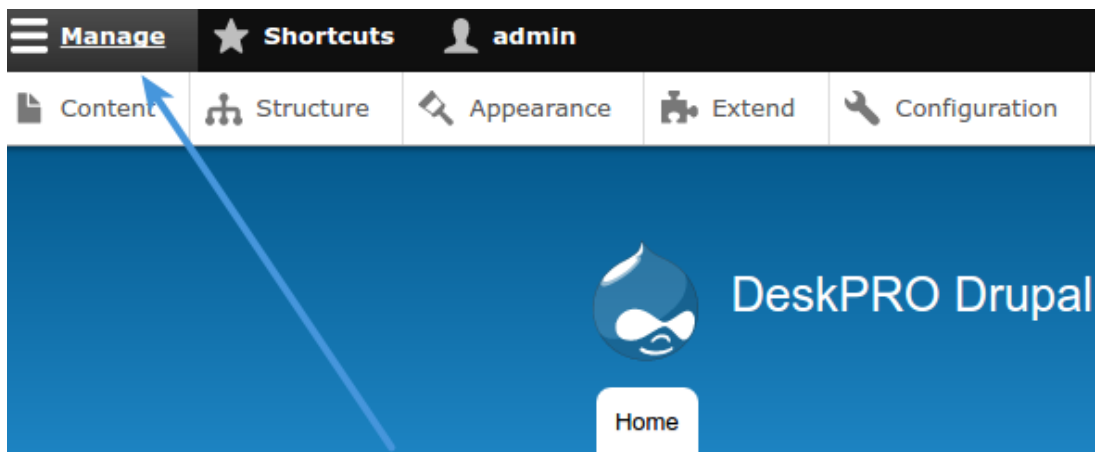 Manage Shortcuts admin
Content Structure Appearance Extend Configuration
DeskPRO Drupal
Home